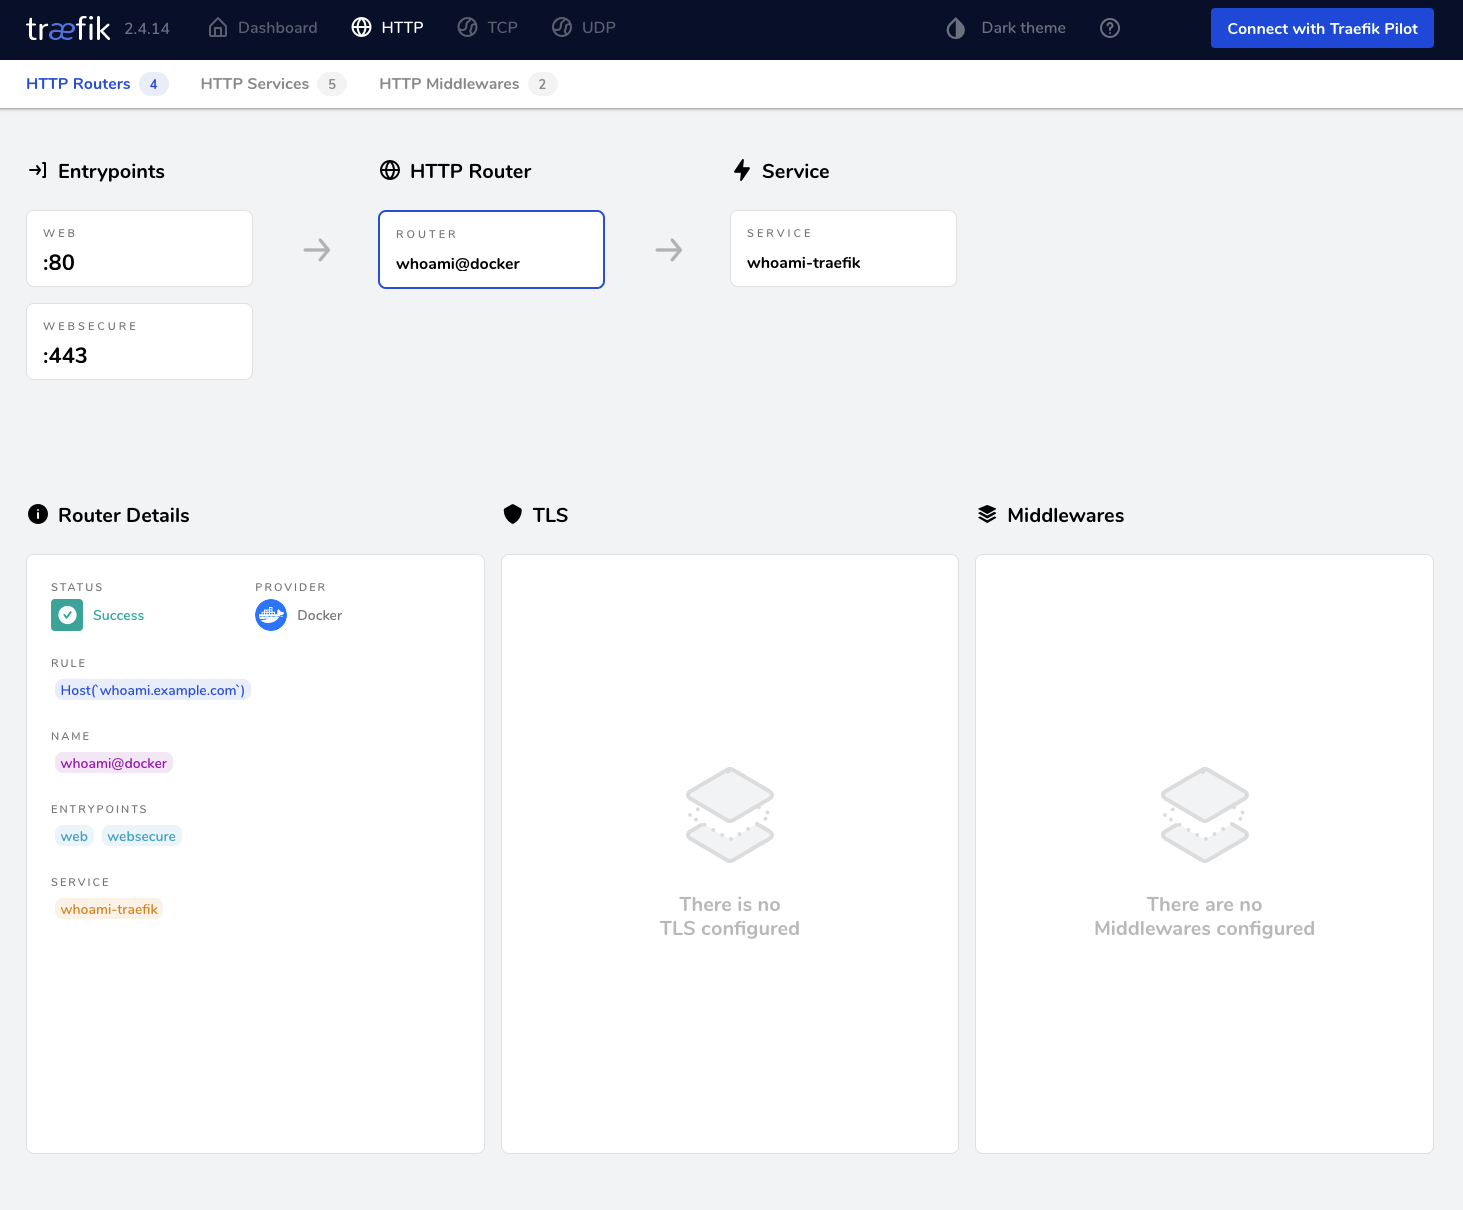 træfik 2.4.14 Dashboard HTTP TCP UDP Dark theme Connect with Traefik Pilot
HTTP Routers 4 HTTP Services 5 HTTP Middlewares 2
Entrypoints
WEB
:80
WEBSECURE
:443
HTTP Router
ROUTER
whoami@docker
Service
SERVICE
whoami-traefik
Router Details
STATUS
Success
PROVIDER
Docker
RULE
Host(`whoami.example.com`)
NAME
whoami@docker
ENTRYPOINTS
web websecure
SERVICE
whoami-traefik
TLS
There is no
TLS configured
Middlewares
There are no
Middlewares configured